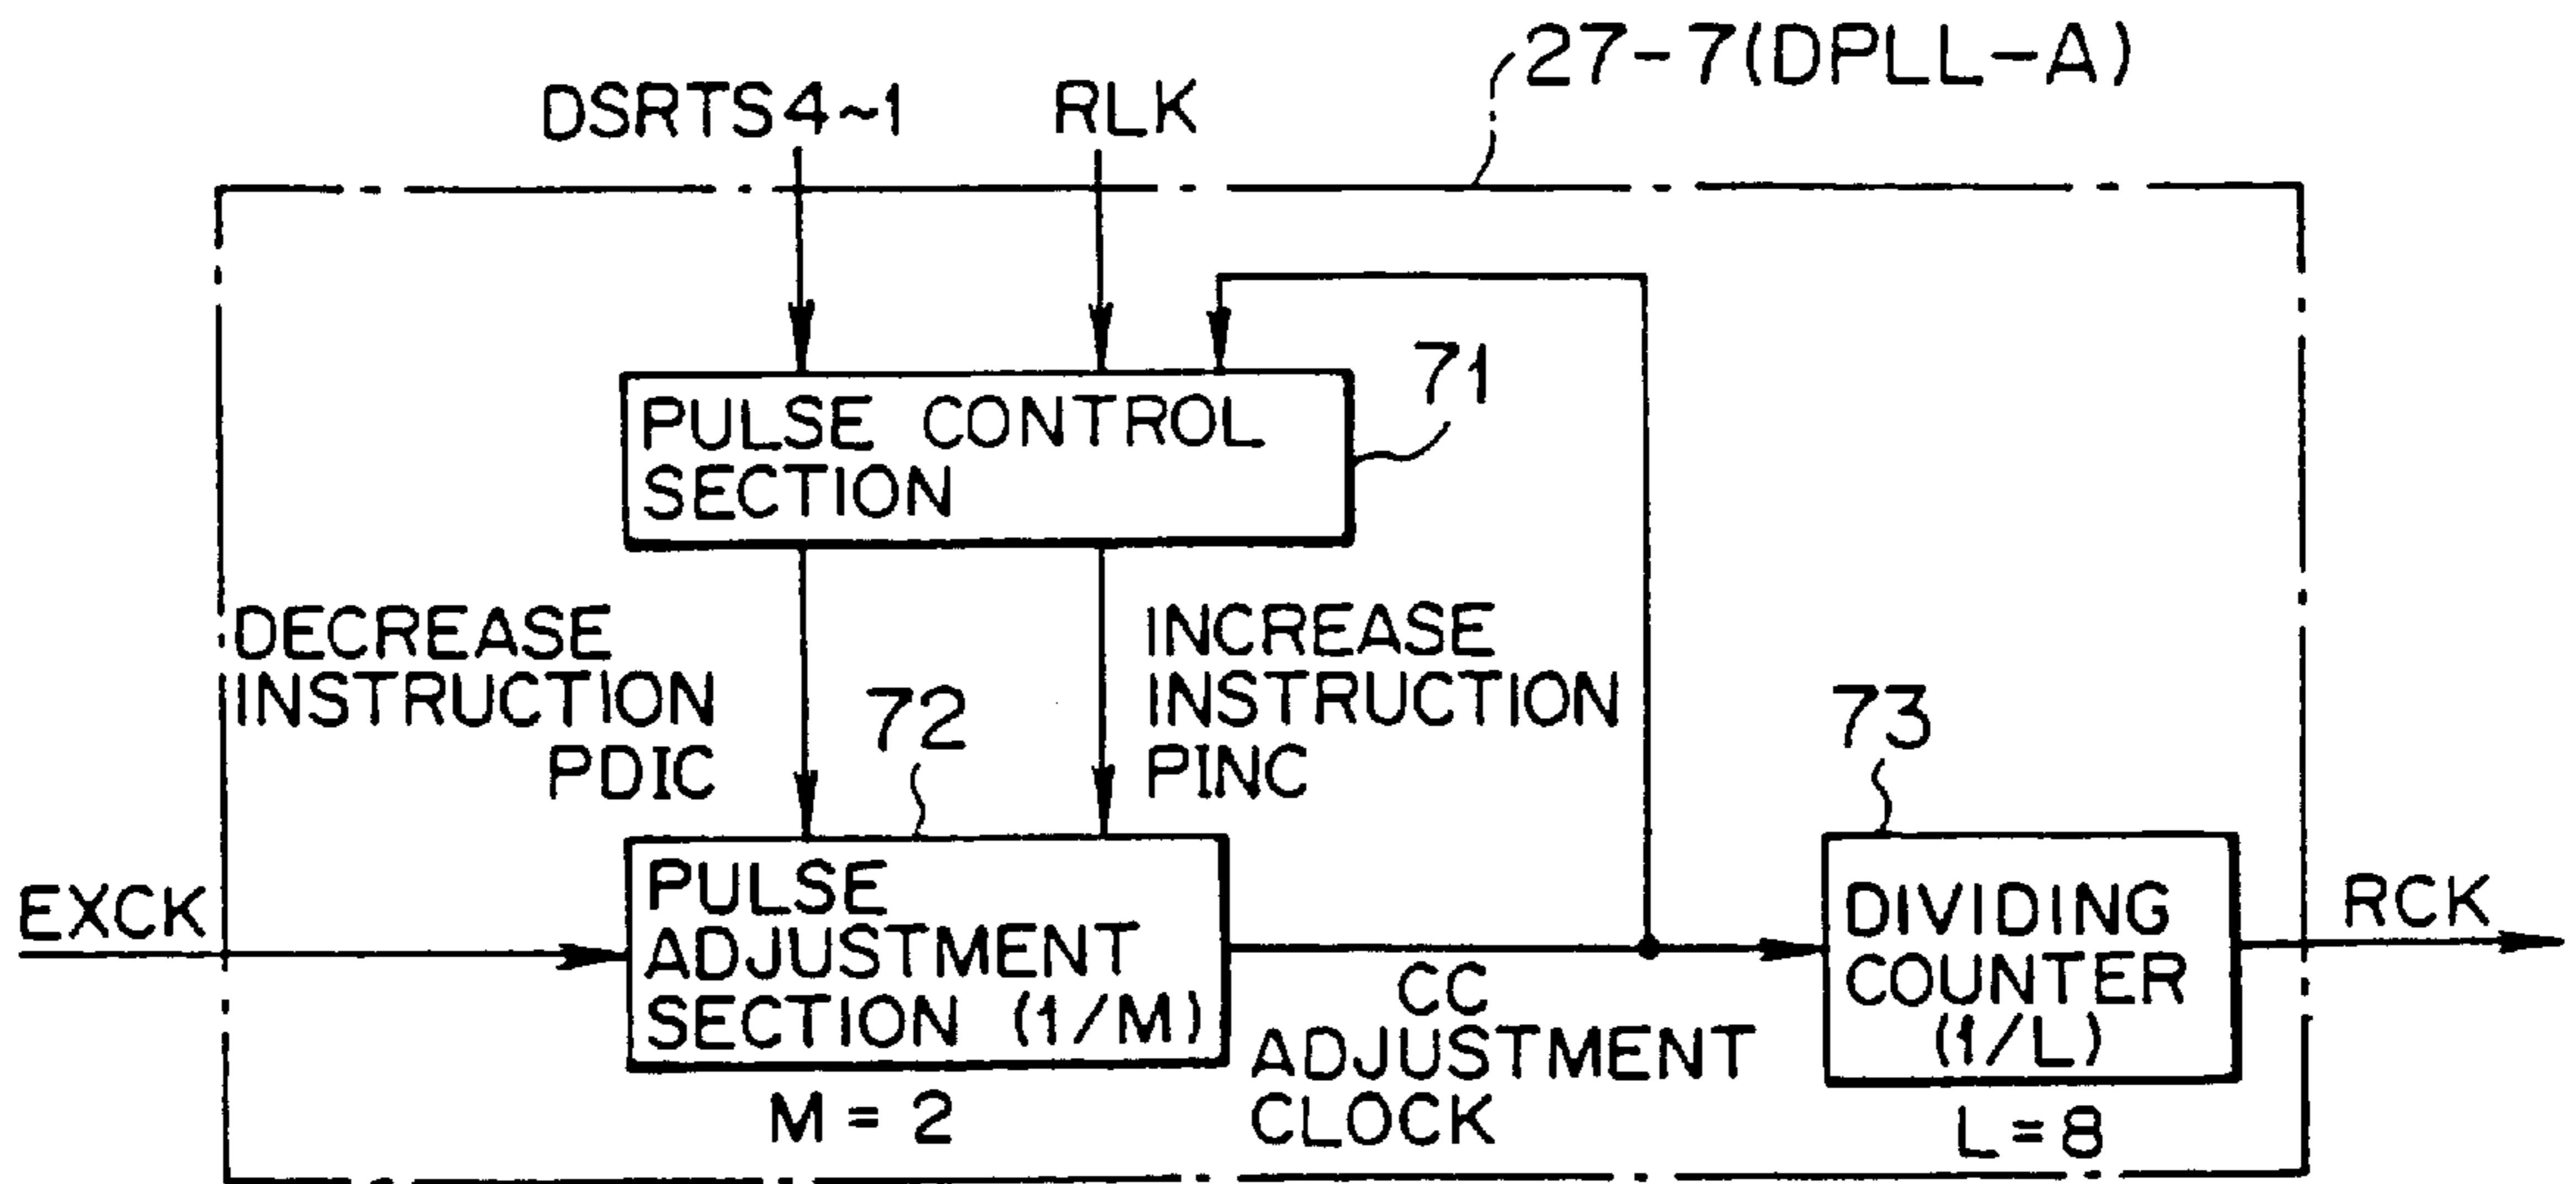 27-7(DPLL-A)
DSRTS4~1
RLK
PULSE CONTROL
SECTION
71
DECREASE
INSTRUCTION
PDIC
INCREASE
INSTRUCTION
PINC
72
73
EXCK
PULSE
ADJUSTMENT
SECTION (1/M)
M = 2
CC
ADJUSTMENT
CLOCK
DIVIDING
COUNTER
(1/L)
L = 8
RCK